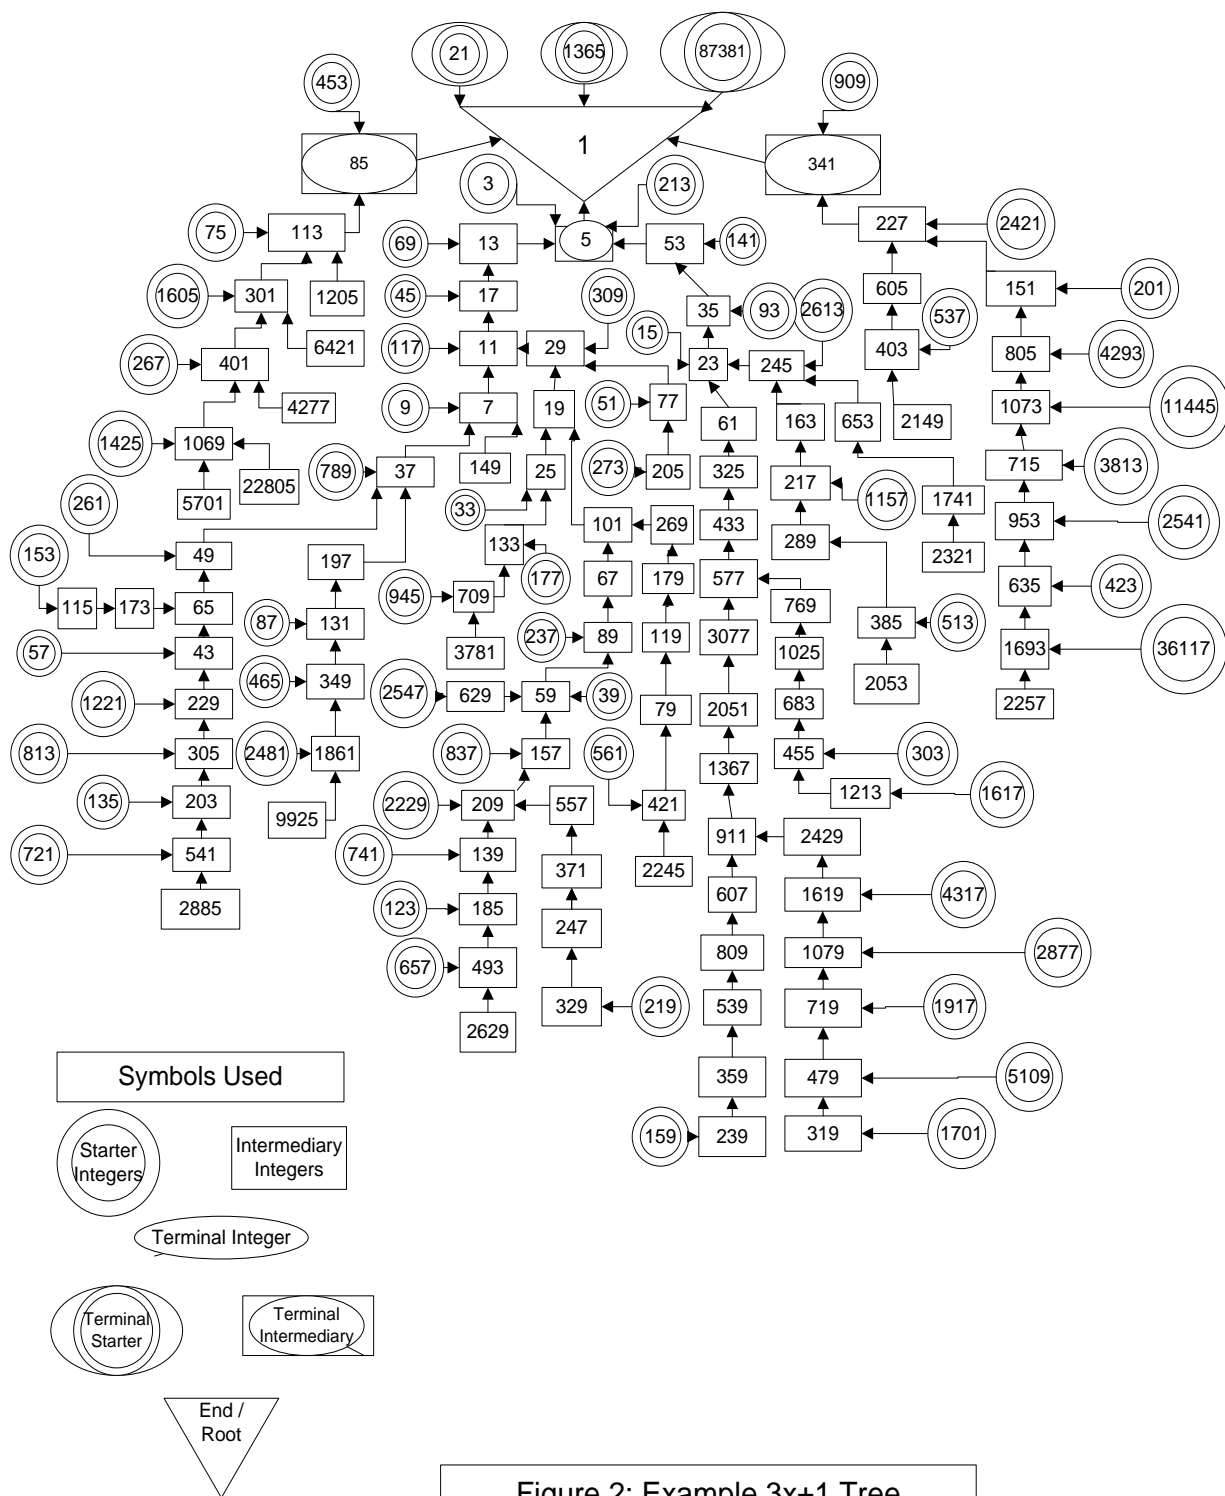 21 1365 87381
453 909
1
85 341
3 213
75 113 69 13 5 53 141 227 2421
1605 301 1205 45 17 309 35 93 2613 605 151 201
15 537
267 401 6421 117 11 29 23 245 403 805 4293
4277 9 7 19 51 77 61 163 653 2149 1073 11445
1425 1069 22805 789 37 149 25 273 205 325 217 715 3813
5701 1157 1741
261 33 101 269 433 289 953 2541
153 49 197 133 2321
177 67 179 577
945 709 769 635 423
115 173 65 87 131 237 89 119 3077 385 513
57 43 3781 1025 1693 36117
465 349 2547 629 59 39 2053 2257
1221 229 79 2051 683
813 305 2481 1861 837 157 561 1367 455 303
135 203 9925 2229 209 557 421 1213 1617
721 541 741 139 371 2245 911 2429
2885 123 185 247 607 1619 4317
657 493 809 1079 2877
2629 329 219 539 719 1917
359 479 5109
159 239 319 1701
Symbols Used
Starter
Integers
Intermediary
Integers
Terminal Integer
Terminal
Starter
Terminal
Intermediary
End /
Root
Figure 2: Example 3x+1 Tree